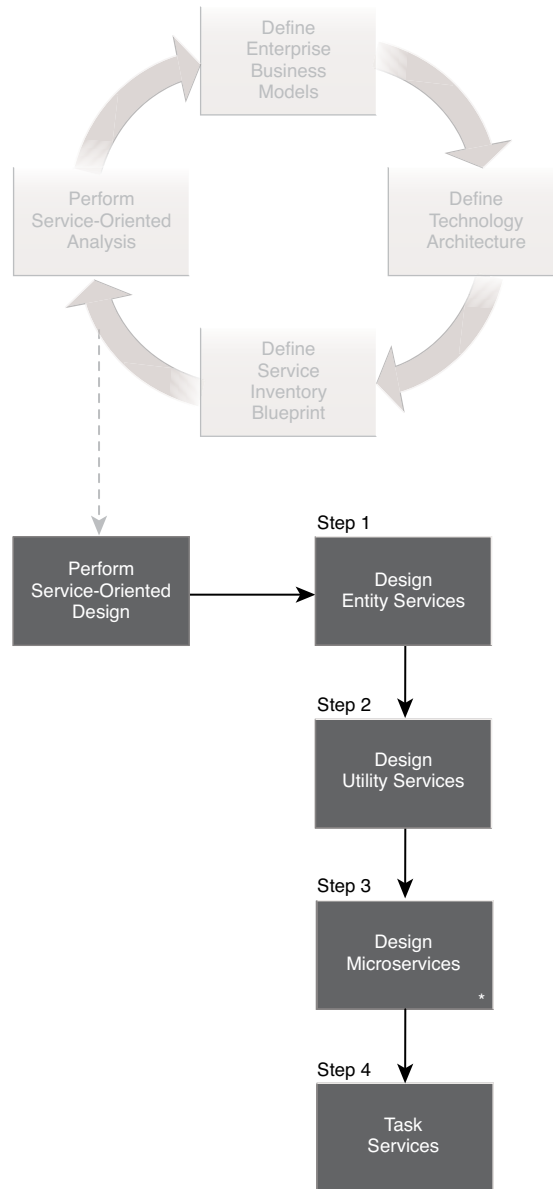 Define
Enterprise
Business
Models
Perform
Service-Oriented
Analysis
Define
Technology
Architecture
Define
Service
Inventory
Blueprint
Perform
Service-Oriented
Design
Step 1
Design
Entity Services
Step 2
Design
Utility Services
Step 3
Design
Microservices
*
Step 4
Task
Services